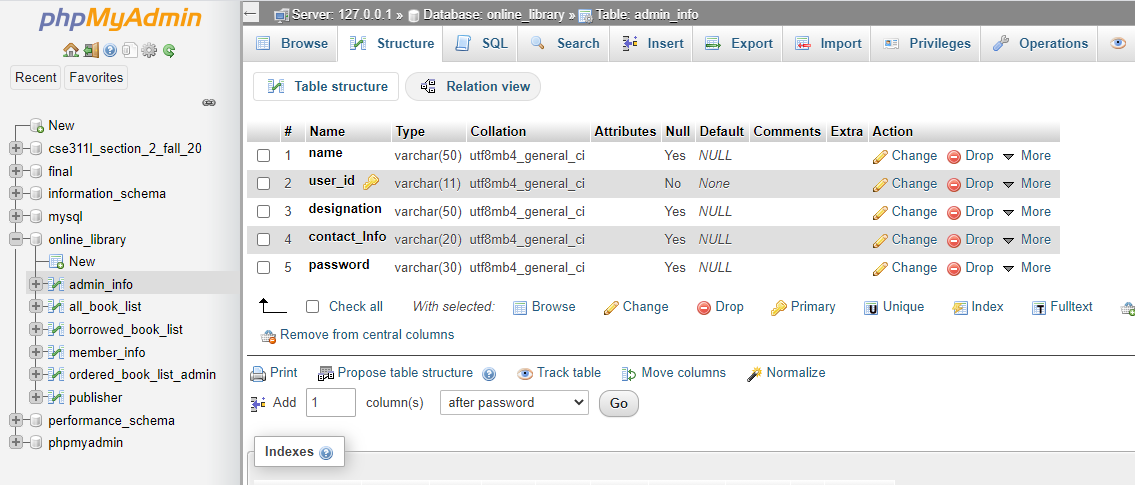 phpMyAdmin
Recent Favorites
New
cse311l_section_2_fall_20
final
information_schema
mysql
online_library
New
admin_info
all_book_list
borrowed_book_list
member_info
ordered_book_list_admin
publisher
performance_schema
phpmyadmin
Server: 127.0.0.1 » Database: online_library » Table: admin_info
Browse Structure SQL Search Insert Export Import Privileges Operations
Table structure Relation view
# Name Type Collation Attributes Null Default Comments Extra Action
1 name varchar(50) utf8mb4_general_ci Yes NULL Change Drop More
2 user_id varchar(11) utf8mb4_general_ci No None Change Drop More
3 designation varchar(50) utf8mb4_general_ci Yes NULL Change Drop More
4 contact_Info varchar(20) utf8mb4_general_ci Yes NULL Change Drop More
5 password varchar(30) utf8mb4_general_ci Yes NULL Change Drop More
Check all With selected: Browse Change Drop Primary Unique Index Fulltext
Remove from central columns
Print Propose table structure Track table Move columns Normalize
Add 1 column(s) after password Go
Indexes